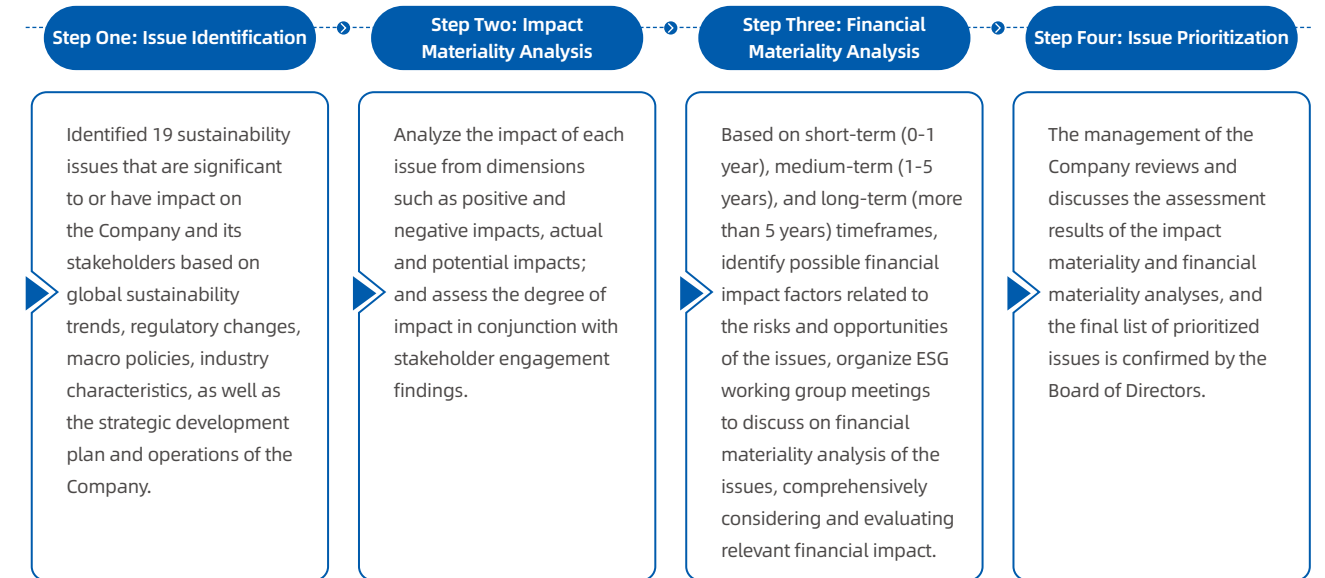 Step One: Issue Identification
Identified 19 sustainability
issues that are significant
to or have impact on
the Company and its
stakeholders based on
global sustainability
trends, regulatory changes,
macro policies, industry
characteristics, as well as
the strategic development
plan and operations of the
Company.
Step Two: Impact
Materiality Analysis
Analyze the impact of each
issue from dimensions
such as positive and
negative impacts, actual
and potential impacts;
and assess the degree of
impact in conjunction with
stakeholder engagement
findings.
Step Three: Financial
Materiality Analysis
Based on short-term (0-1
year), medium-term (1-5
years), and long-term (more
than 5 years) timeframes,
identify possible financial
impact factors related to
the risks and opportunities
of the issues, organize ESG
working group meetings
to discuss on financial
materiality analysis of the
issues, comprehensively
considering and evaluating
relevant financial impact.
Step Four: Issue Prioritization
The management of the
Company reviews and
discusses the assessment
results of the impact
materiality and financial
materiality analyses, and
the final list of prioritized
issues is confirmed by the
Board of Directors.